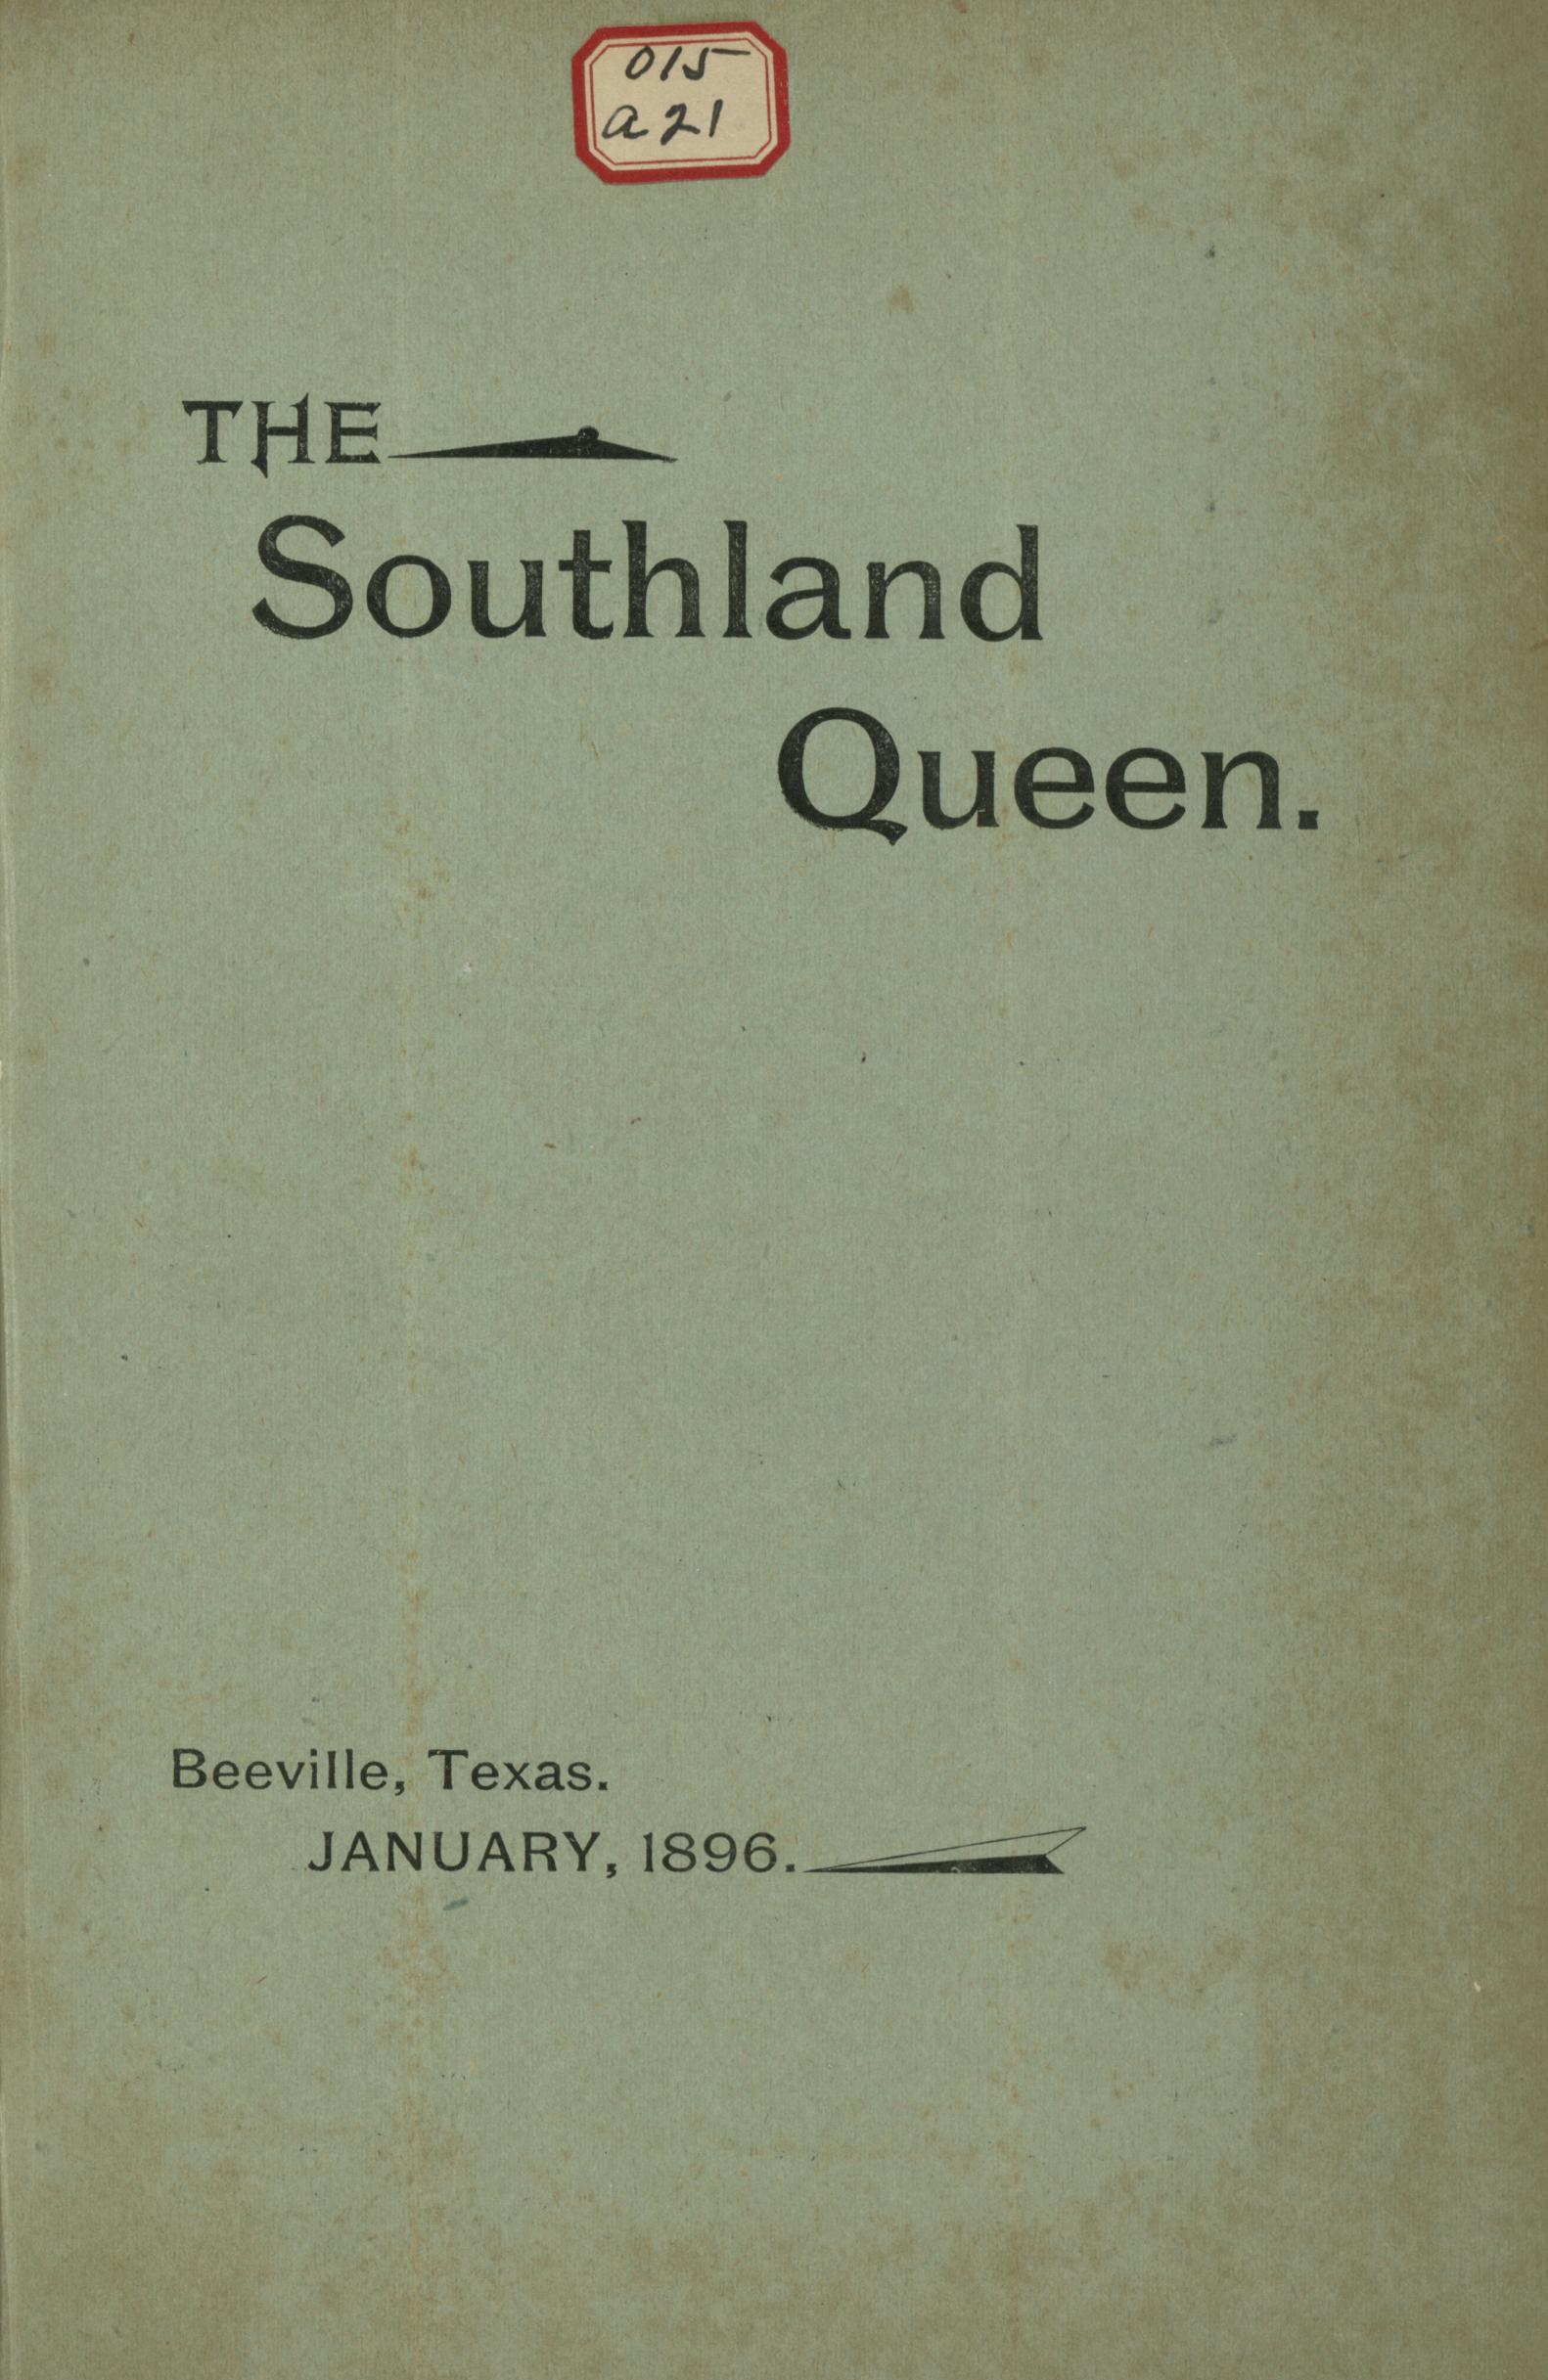 015
a21
THE
Southland
Queen.
Beeville, Texas.
JANUARY, 1896.